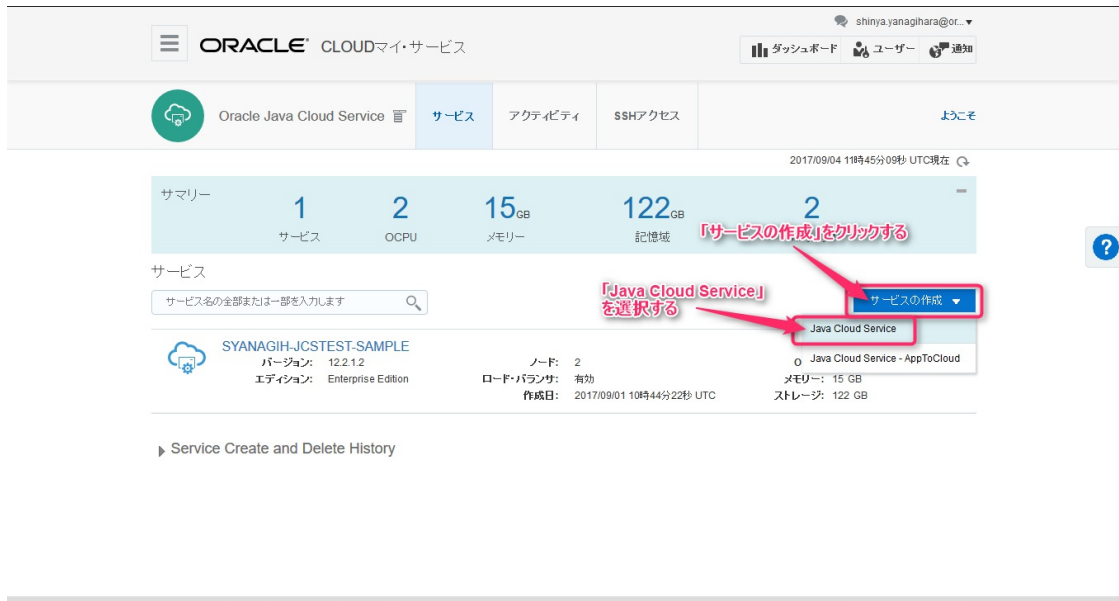 shinya.yanagihara@or...
ORACLE CLOUDマイ・サービス
ダッシュボード ユーザー 通知
Oracle Java Cloud Service サービス アクティビティ SSHアクセス ようこそ
2017/09/04 11時45分09秒 UTC現在
サマリー
1 2 15GB 122GB 2
サービス OCPU メモリー 記憶域
「サービスの作成」をクリックする
サービス
サービス名の全部または一部を入力します
「Java Cloud Service」
を選択する
サービスの作成
Java Cloud Service
Java Cloud Service - AppToCloud
SYANAGIH-JCSTEST-SAMPLE
バージョン: 12.2.1.2 ノード: 2
エディション: Enterprise Edition ロード・バランサ: 有効 メモリー: 15 GB
作成日: 2017/09/01 10時44分22秒 UTC ストレージ: 122 GB
Service Create and Delete History
?